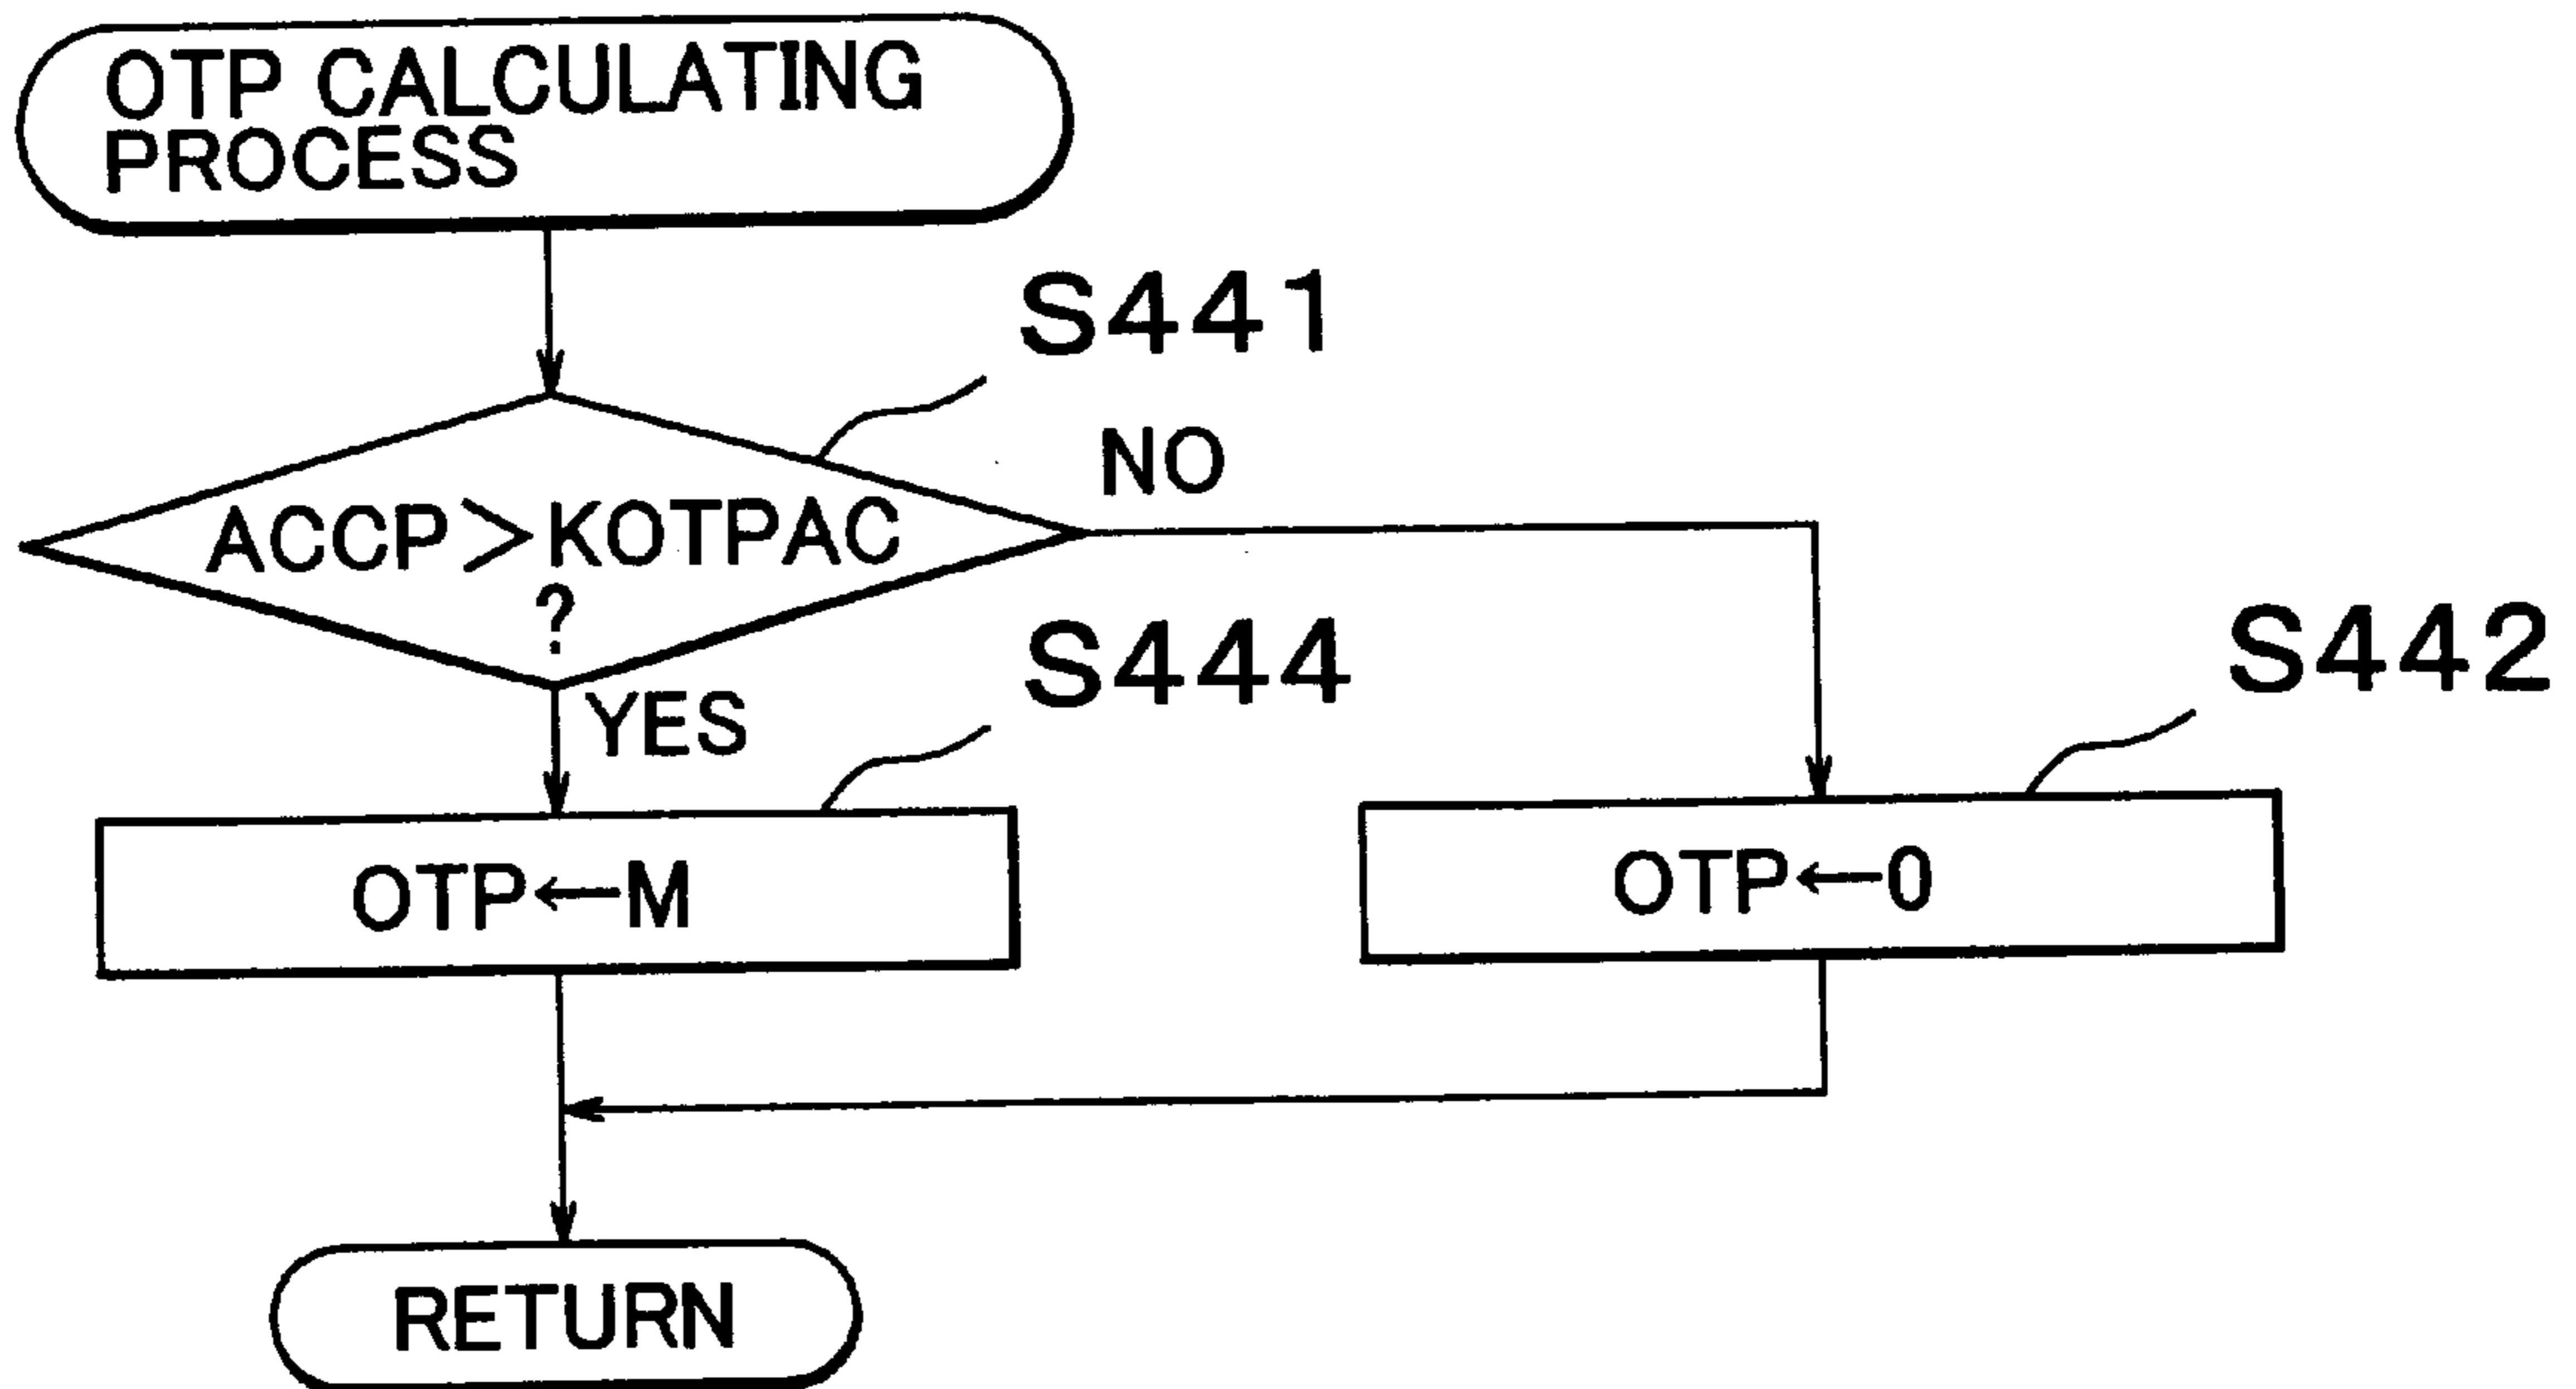 OTP CALCULATING
PROCESS
S441
NO
ACCP>KOTPAC
?
S444
S442
YES
OTP←M
OTP←0
RETURN